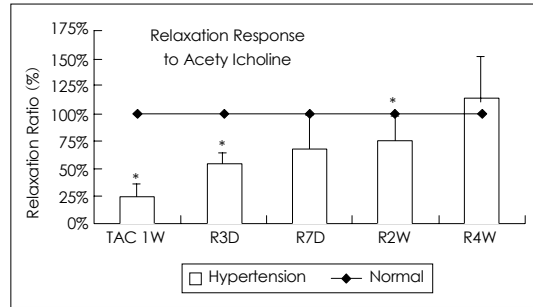 Relaxation Response
to Acety Icholine
Relaxation Ratio (%)
175%
150%
125%
100%
75%
50%
25%
0%
* * *
TAC 1W R3D R7D R2W R4W
Hypertension Normal